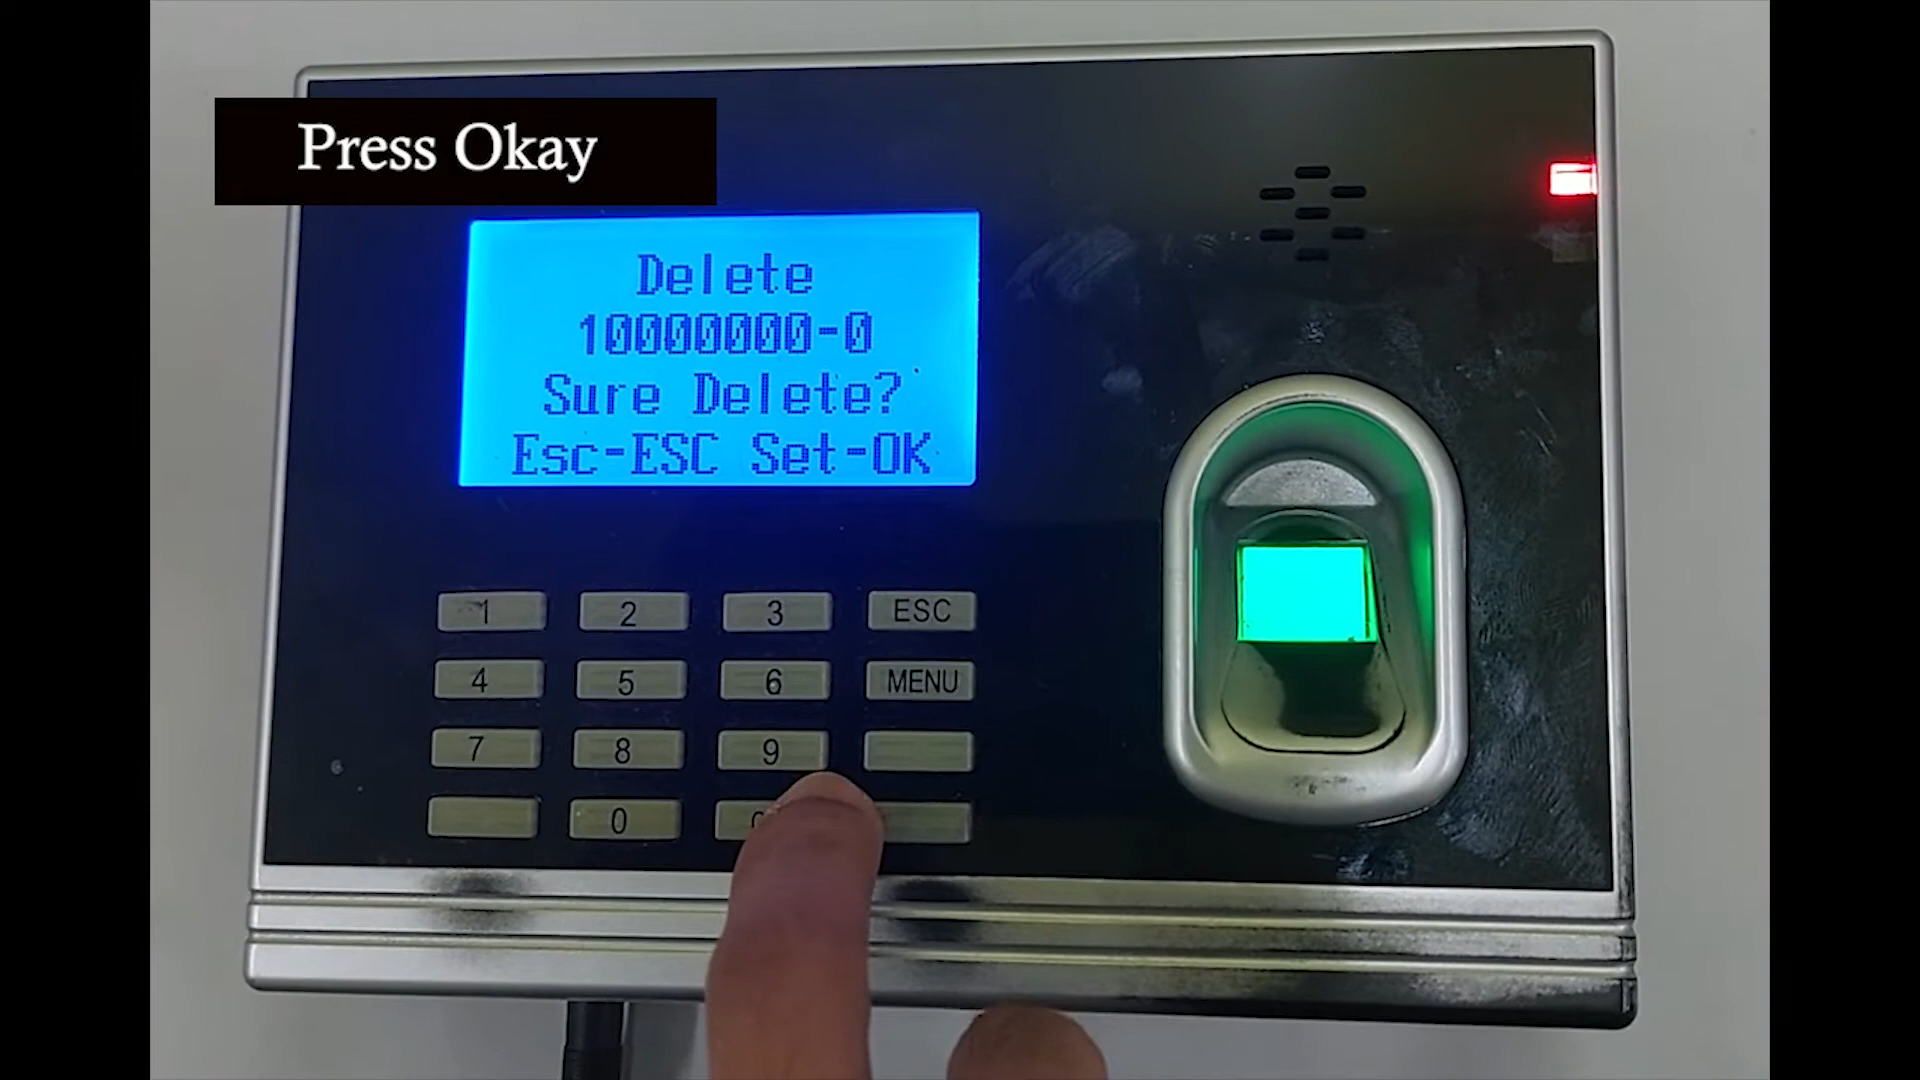 Press Okay
Delete
10000000-0
Sure Delete?
Esc-ESC Set-OK
1 2 3 ESC
4 5 6 MENU
7 8 9
0